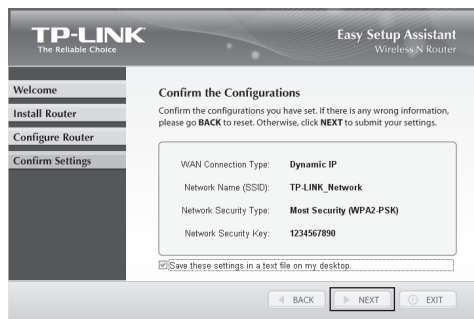 TP-LINK
The Reliable Choice
Easy Setup Assistant
Wireless N Router
Welcome
Install Router
Configure Router
Confirm Settings
Confirm the Configurations
Confirm the configurations you have set. If there is any wrong information,
please go BACK to reset. Otherwise, click NEXT to submit your settings.
WAN Connection Type: Dynamic IP
Network Name (SSID): TP-LINK_Network
Network Security Type: Most Security (WPA2-PSK)
Network Security Key: 1234567890
Save these settings in a text file on my desktop.
BACK NEXT EXIT